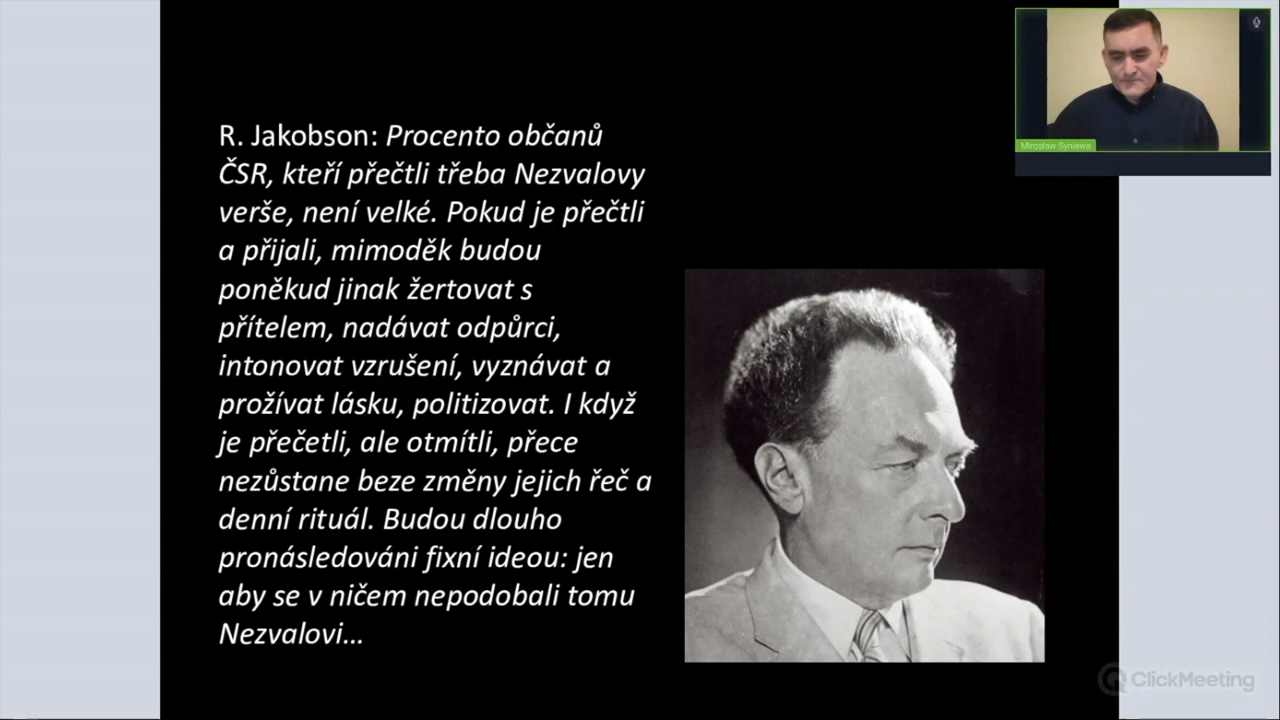 R. Jakobson: Procento občanů
ČSR, kteří přečtli třeba Nezvalovy
verše, není velké. Pokud je přečtli
a přijali, mimoděk budou
poněkud jinak žertovat s
přítelem, nadávat odpůrci,
intonovat vzrušení, vyznávat a
prožívat lásku, politizovat. I když
je přečetli, ale otmítli, přece
nezůstane beze změny jejich řeč a
denní rituál. Budou dlouho
pronásledováni fixní ideou: jen
aby se v ničem nepodobali tomu
Nezvalovi…
Mirosław Syniawa
ClickMeeting